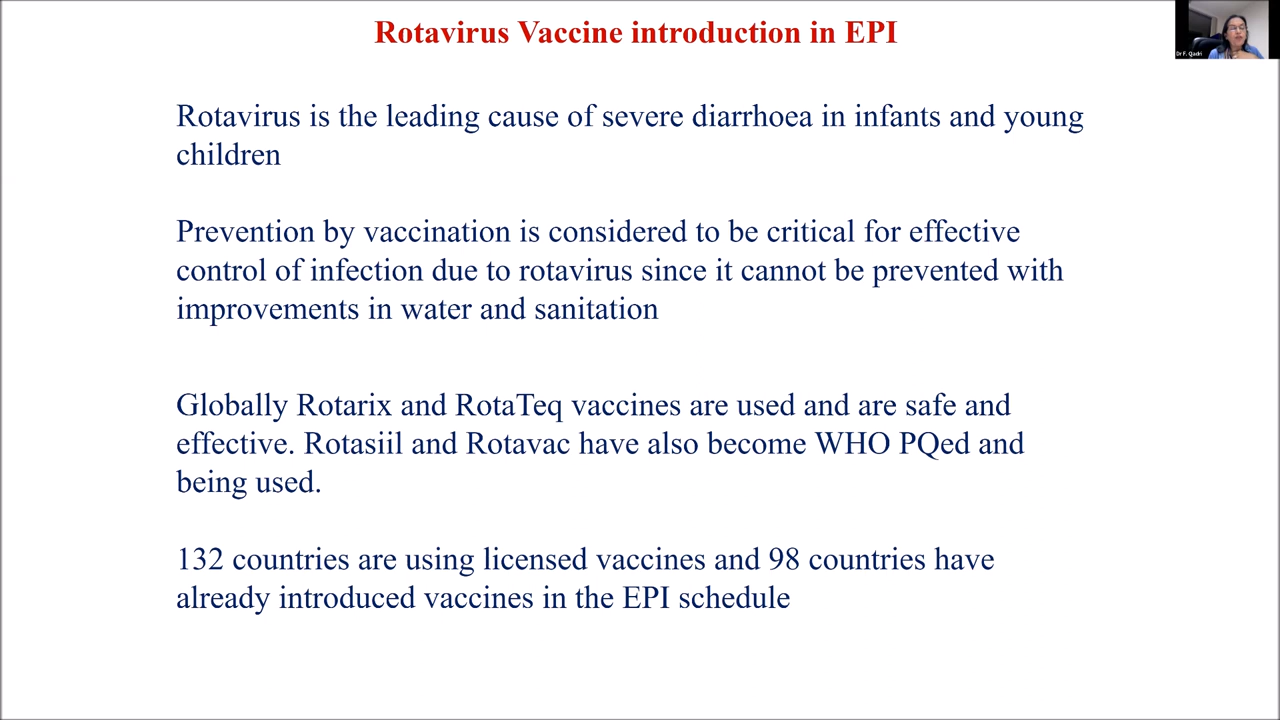 Rotavirus Vaccine introduction in EPI
Dr F. Qadri
Rotavirus is the leading cause of severe diarrhoea in infants and young
children
Prevention by vaccination is considered to be critical for effective
control of infection due to rotavirus since it cannot be prevented with
improvements in water and sanitation
Globally Rotarix and RotaTeq vaccines are used and are safe and
effective. Rotasiil and Rotavac have also become WHO PQed and
being used.
132 countries are using licensed vaccines and 98 countries have
already introduced vaccines in the EPI schedule